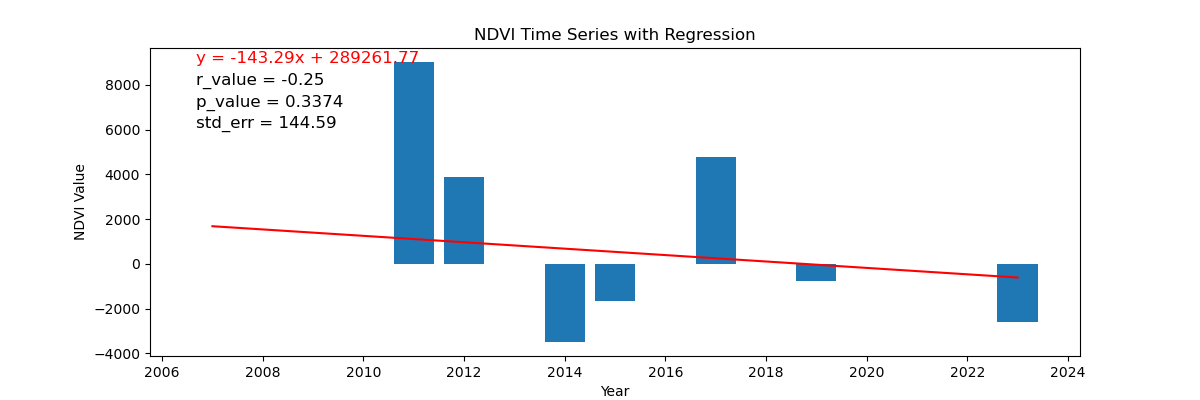 NDVI Time Series with Regression
y = -143.29x + 289261.77
r_value = -0.25
p_value = 0.3374
std_err = 144.59
NDVI Value
8000
6000
4000
2000
0
−2000
−4000
2006 2008 2010 2012 2014 2016 2018 2020 2022 2024
Year